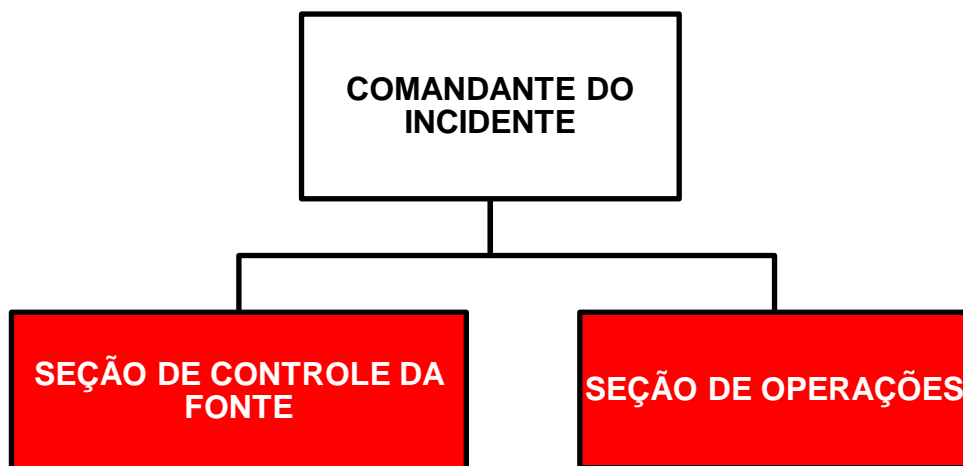 COMANDANTE DO
INCIDENTE
SEÇÃO DE CONTROLE DA
FONTE
SEÇÃO DE OPERAÇÕES